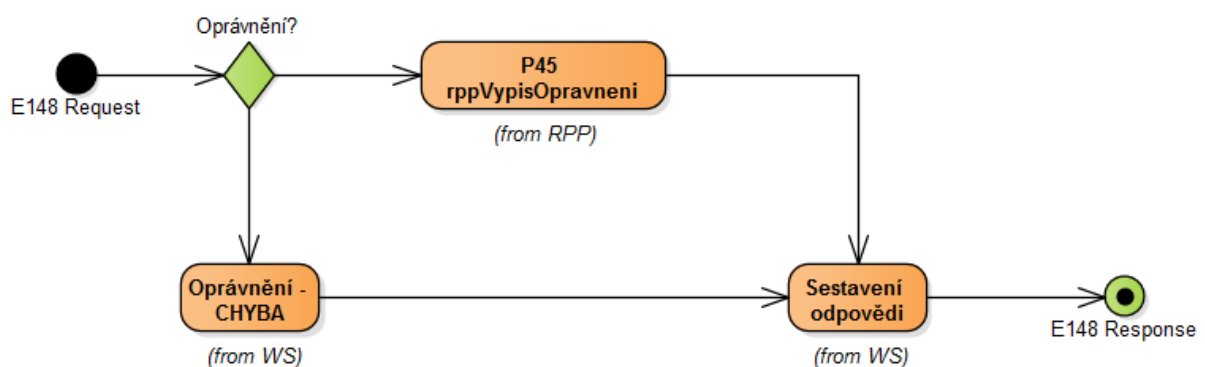 Oprávnění?
E148 Request
P45
rppVypisOpravneni
(from RPP)
Oprávnění -
CHYBA
(from WS)
Sestavení
odpovědi
(from WS)
E148 Response